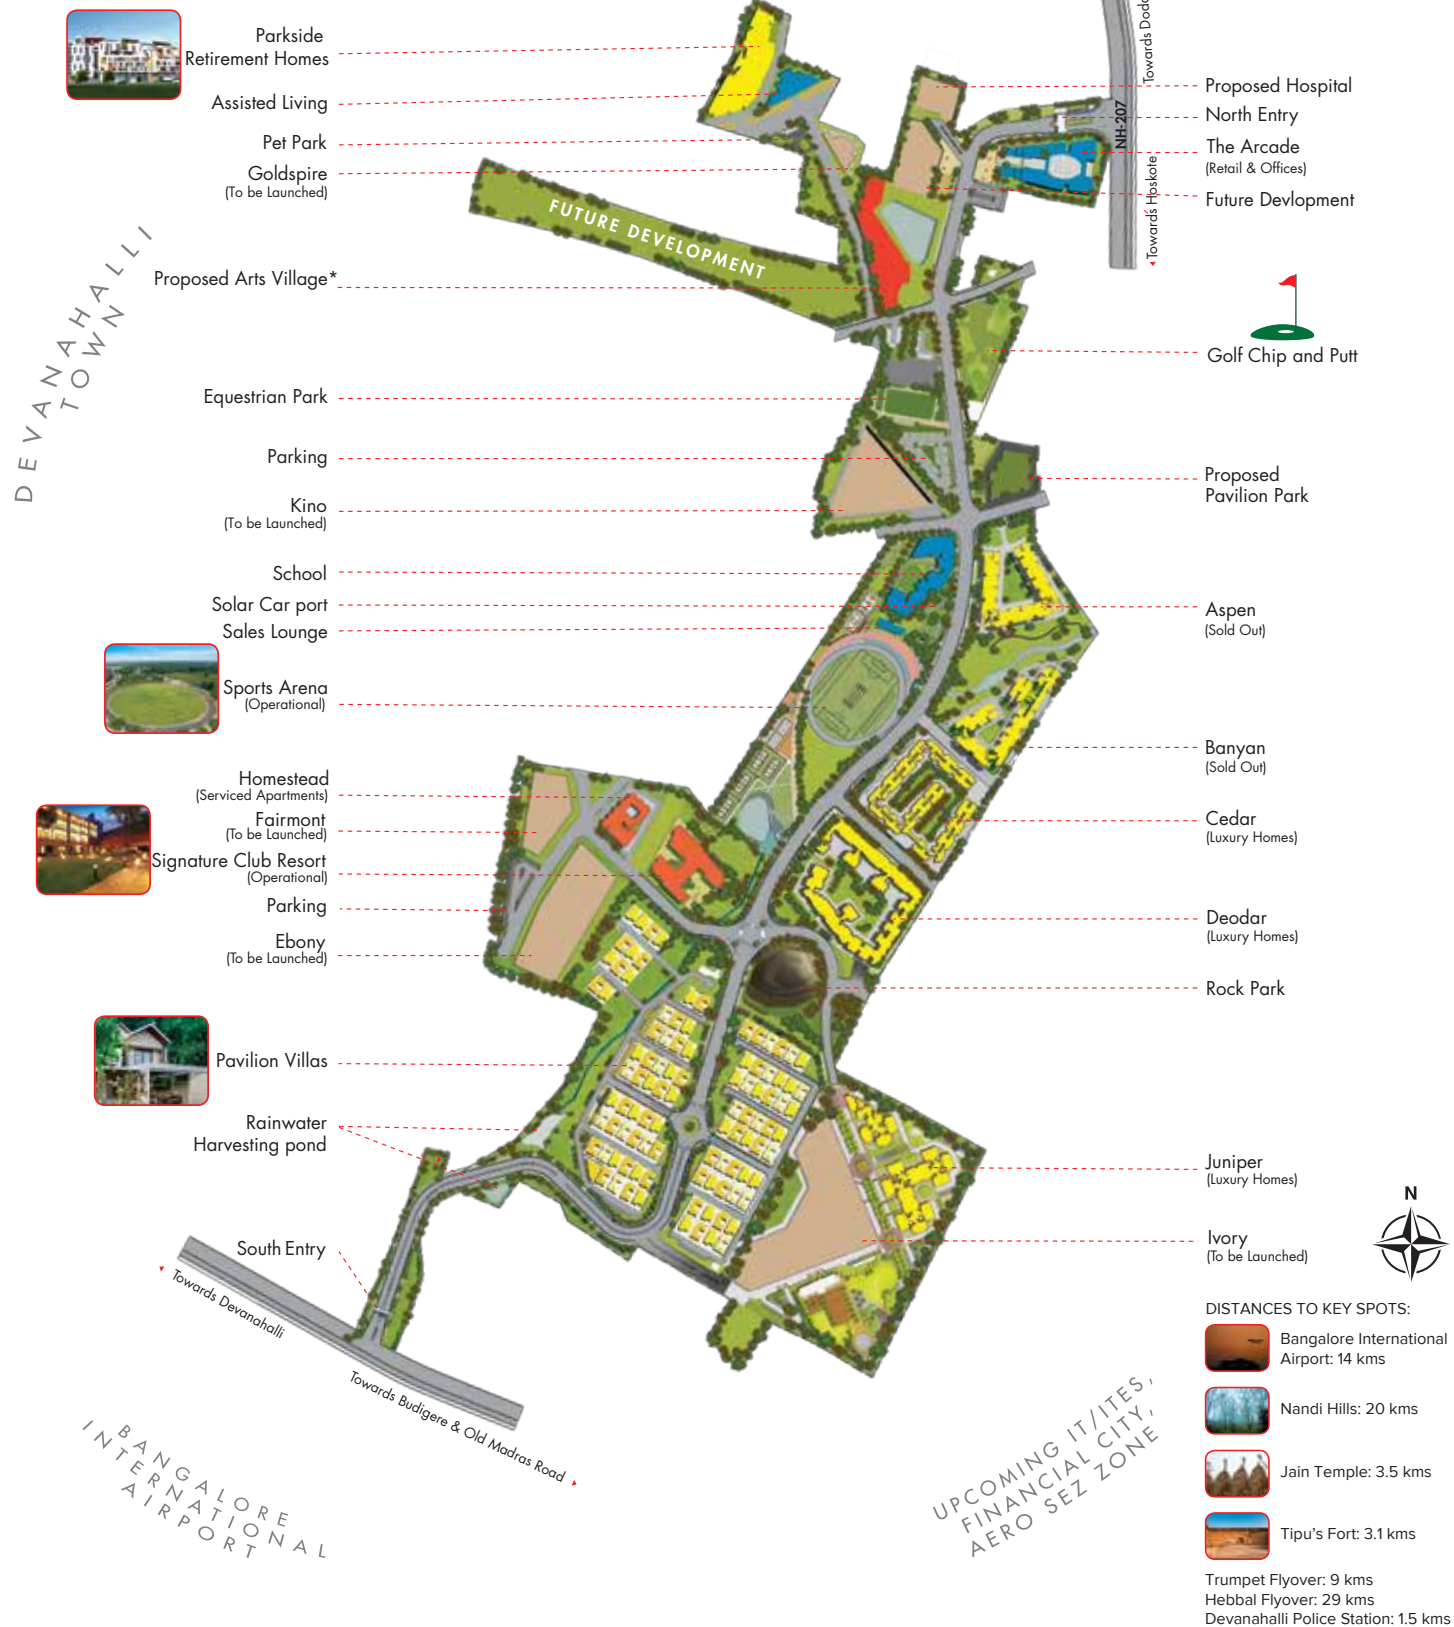 Parkside
Retirement Homes
Assisted Living
Pet Park
Goldspire
(To be Launched)
Proposed Arts Village*
Equestrian Park
Parking
Kino
(To be Launched)
School
Solar Car port
Sales Lounge
Sports Arena
(Operational)
Homestead
(Serviced Apartments)
Fairmont
(To be Launched)
Signature Club Resort
(Operational)
Parking
Ebony
(To be Launched)
Pavilion Villas
Rainwater
Harvesting pond
South Entry
DEVANAHALLI
TOWN
FUTURE DEVELOPMENT
NH-207
Towards
Towards Hoskote
Proposed Hospital
North Entry
The Arcade
(Retail & Offices)
Future Devlopment
Golf Chip and Putt
Proposed
Pavilion Park
Aspen
(Sold Out)
Banyan
(Sold Out)
Cedar
(Luxury Homes)
Deodar
(Luxury Homes)
Rock Park
Juniper
(Luxury Homes)
Ivory
(To be Launched)
N
Towards Devanahalli
Towards Budigere & Old Madras Road
BANGALORE
INTERNATIONAL
AIRPORT
UPCOMING IT/ITES,
FINANCIAL CITY,
AERO SEZ ZONE
DISTANCES TO KEY SPOTS:
Bangalore International
Airport: 14 kms
Nandi Hills: 20 kms
Jain Temple: 3.5 kms
Tipu's Fort: 3.1 kms
Trumpet Flyover: 9 kms
Hebbal Flyover: 29 kms
Devanahalli Police Station: 1.5 kms